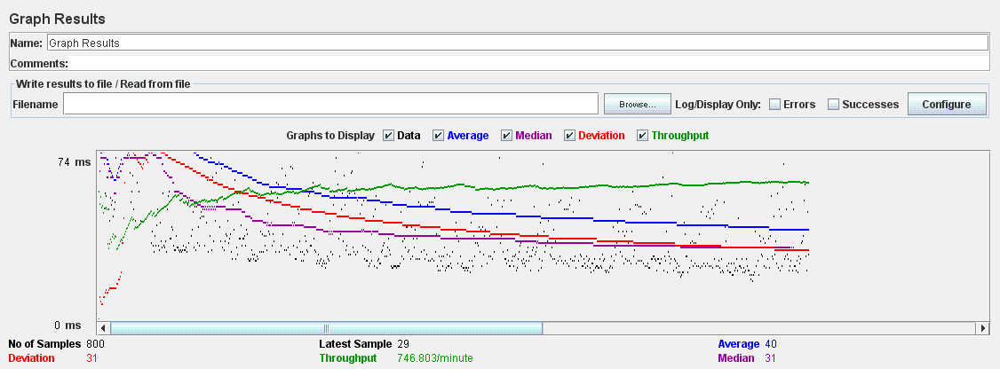 Graph Results
Name: Graph Results
Comments:
Write results to file / Read from file
Filename Browse... Log/Display Only: Errors Successes Configure
Graphs to Display Data Average Median Deviation Throughput
74 ms
0 ms
No of Samples 800 Latest Sample 29 Average 40
Deviation 31 Throughput 746.803/minute Median 31